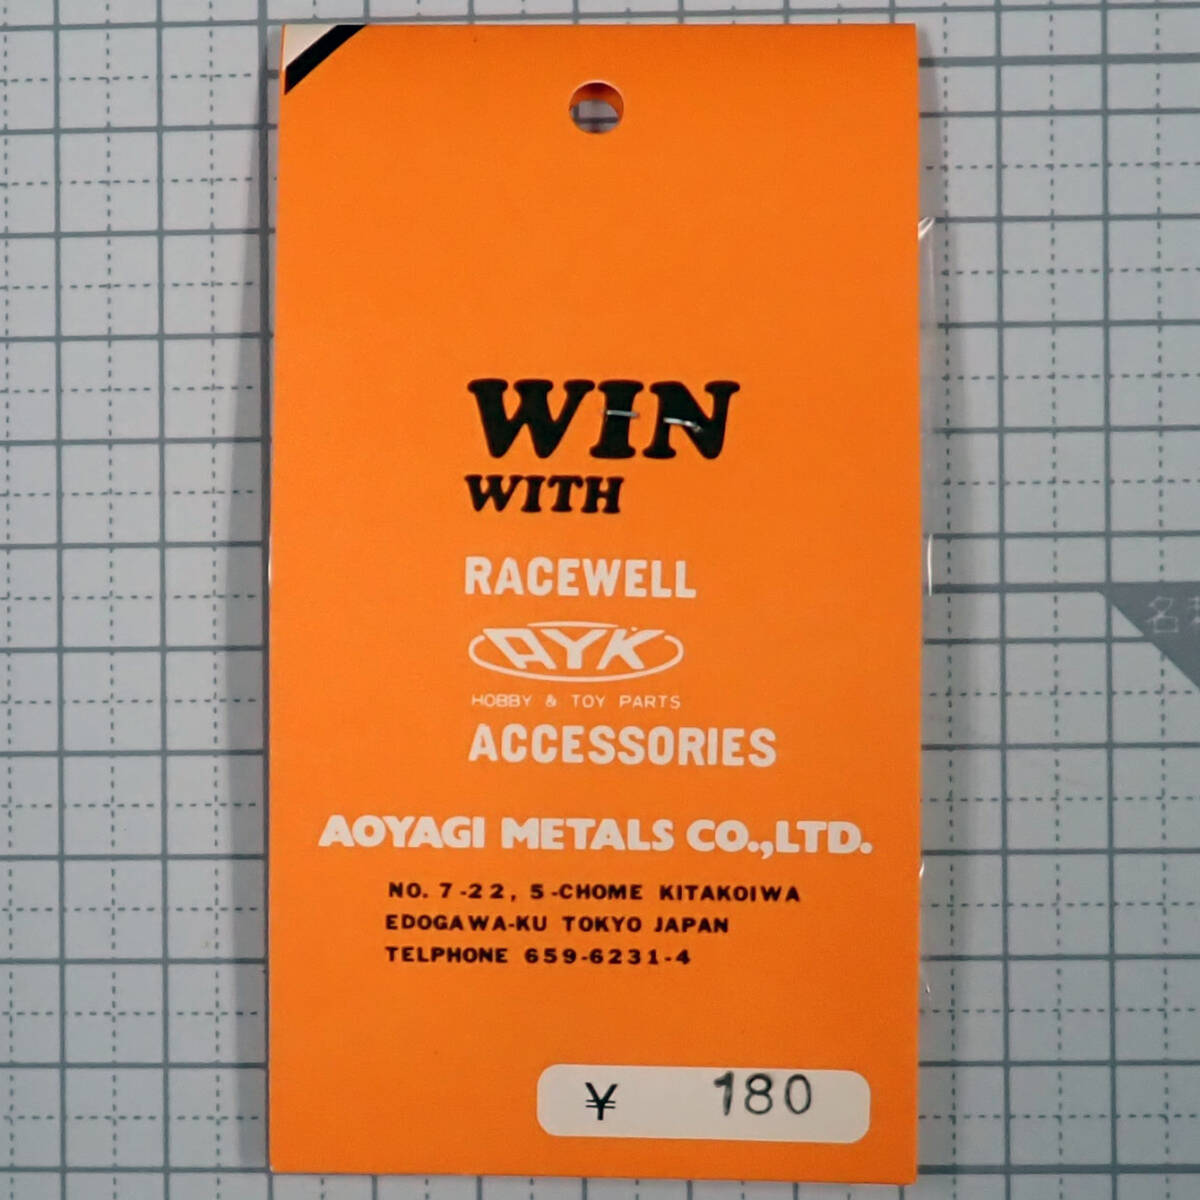 WIN
WITH
RACEWELL
AYK
HOBBY & TOY PARTS
ACCESSORIES
AOYAGI METALS CO.,LTD.
NO. 7-22, 5-CHOME KITAKOIWA
EDOGAWA-KU TOKYO JAPAN
TELPHONE 659-6231-4
¥ 180
名